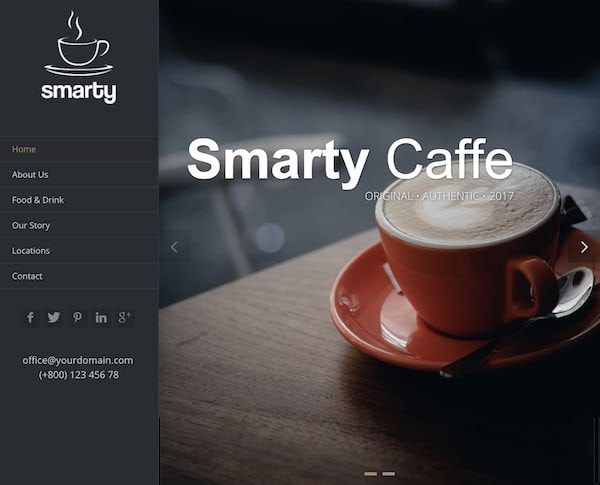 smarty
Home
About Us
Food & Drink
Our Story
Locations
Contact
office@yourdomain.com
(+800) 123 456 78
Smarty Caffe
ORIGINAL • AUTHENTIC • 2017